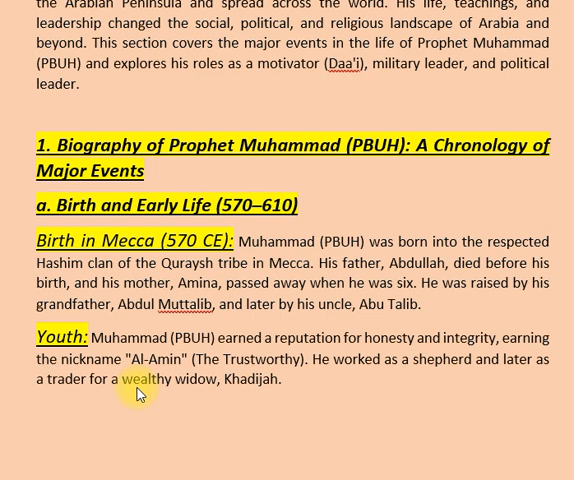 the Arabian Peninsula and spread across the world. His life, teachings, and
leadership changed the social, political, and religious landscape of Arabia and
beyond. This section covers the major events in the life of Prophet Muhammad
(PBUH) and explores his roles as a motivator (Daa'i), military leader, and political
leader.
1. Biography of Prophet Muhammad (PBUH): A Chronology of
Major Events
a. Birth and Early Life (570–610)
Birth in Mecca (570 CE): Muhammad (PBUH) was born into the respected
Hashim clan of the Quraysh tribe in Mecca. His father, Abdullah, died before his
birth, and his mother, Amina, passed away when he was six. He was raised by his
grandfather, Abdul Muttalib, and later by his uncle, Abu Talib.
Youth: Muhammad (PBUH) earned a reputation for honesty and integrity, earning
the nickname "Al-Amin" (The Trustworthy). He worked as a shepherd and later as
a trader for a wealthy widow, Khadijah.